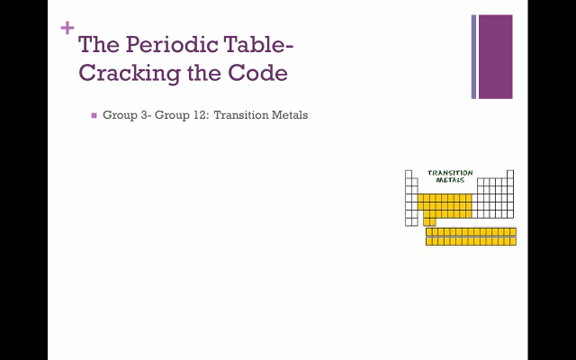 The Periodic Table-
Cracking the Code
Group 3- Group 12: Transition Metals
TRANSITION
METALS